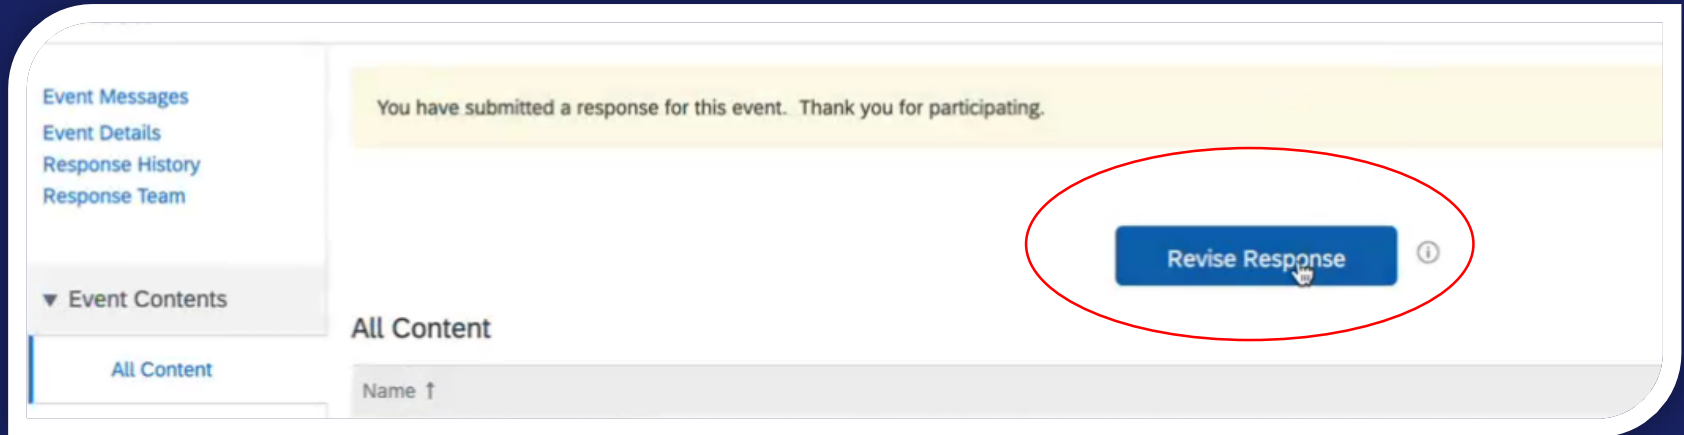 Event Messages
Event Details
Response History
Response Team
▼ Event Contents
All Content
You have submitted a response for this event. Thank you for participating.
Revise Response
All Content
Name ↑